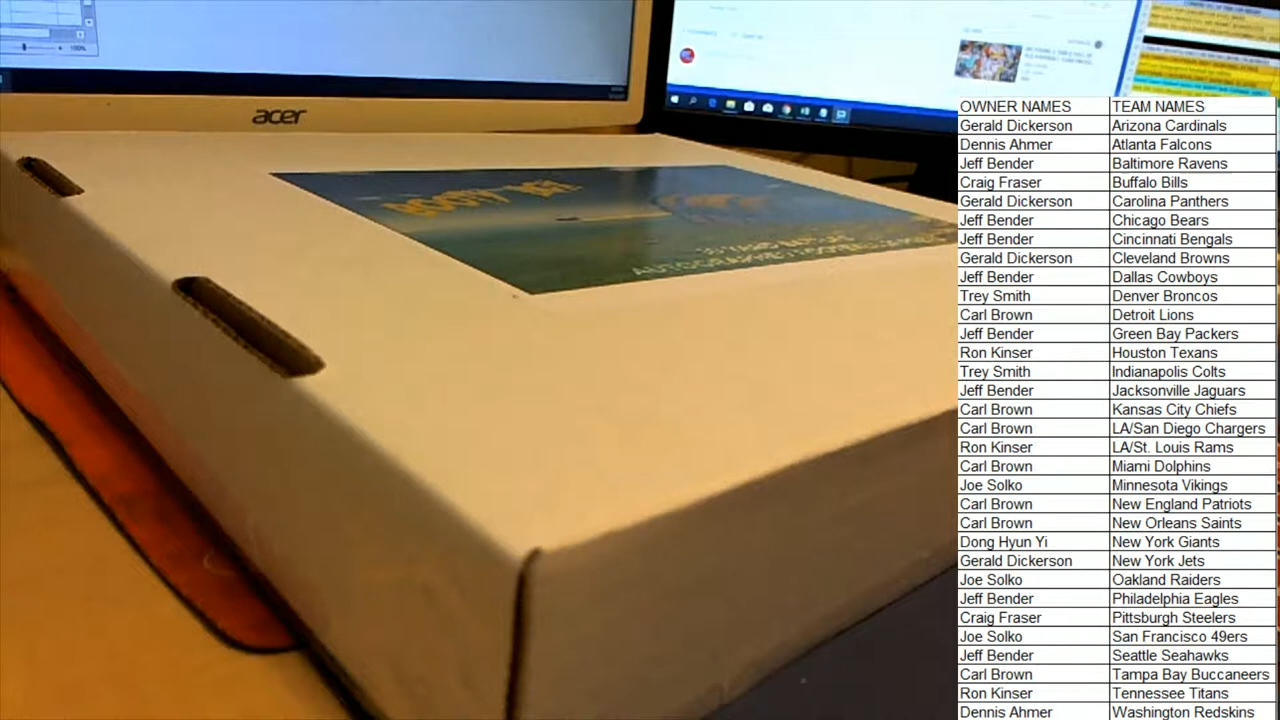 100%
acer
OWNER NAMES TEAM NAMES
Gerald Dickerson Arizona Cardinals
Dennis Ahmer Atlanta Falcons
Jeff Bender Baltimore Ravens
Craig Fraser Buffalo Bills
Gerald Dickerson Carolina Panthers
Jeff Bender Chicago Bears
Jeff Bender Cincinnati Bengals
Gerald Dickerson Cleveland Browns
Jeff Bender Dallas Cowboys
Trey Smith Denver Broncos
Carl Brown Detroit Lions
Jeff Bender Green Bay Packers
Ron Kinser Houston Texans
Trey Smith Indianapolis Colts
Jeff Bender Jacksonville Jaguars
Carl Brown Kansas City Chiefs
Carl Brown LA/San Diego Chargers
Ron Kinser LA/St. Louis Rams
Carl Brown Miami Dolphins
Joe Solko Minnesota Vikings
Carl Brown New England Patriots
Carl Brown New Orleans Saints
Dong Hyun Yi New York Giants
Gerald Dickerson New York Jets
Joe Solko Oakland Raiders
Jeff Bender Philadelphia Eagles
Craig Fraser Pittsburgh Steelers
Joe Solko San Francisco 49ers
Jeff Bender Seattle Seahawks
Carl Brown Tampa Bay Buccaneers
Ron Kinser Tennessee Titans
Dennis Ahmer Washington Redskins